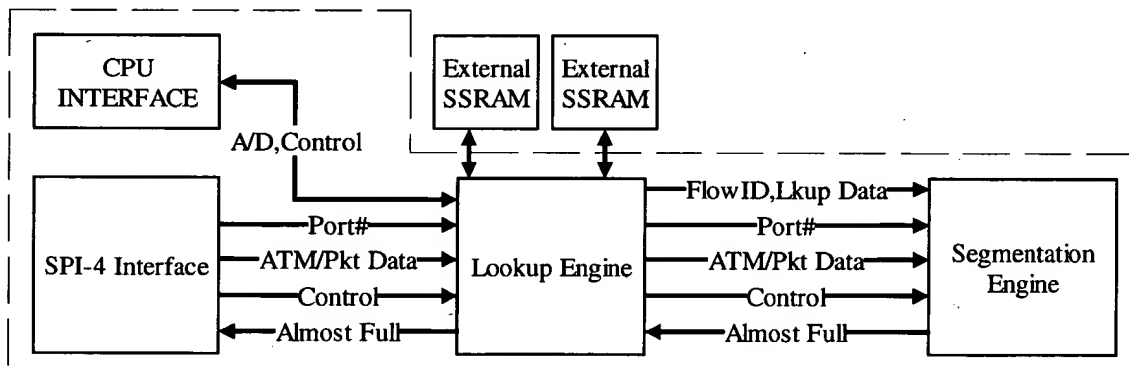 CPU
INTERFACE
External
SSRAM
External
SSRAM
A/D,Control
SPI-4 Interface
Port#
ATM/Pkt Data
Control
Almost Full
Lookup Engine
FlowID,Lkup Data
Port#
ATM/Pkt Data
Control
Almost Full
Segmentation
Engine